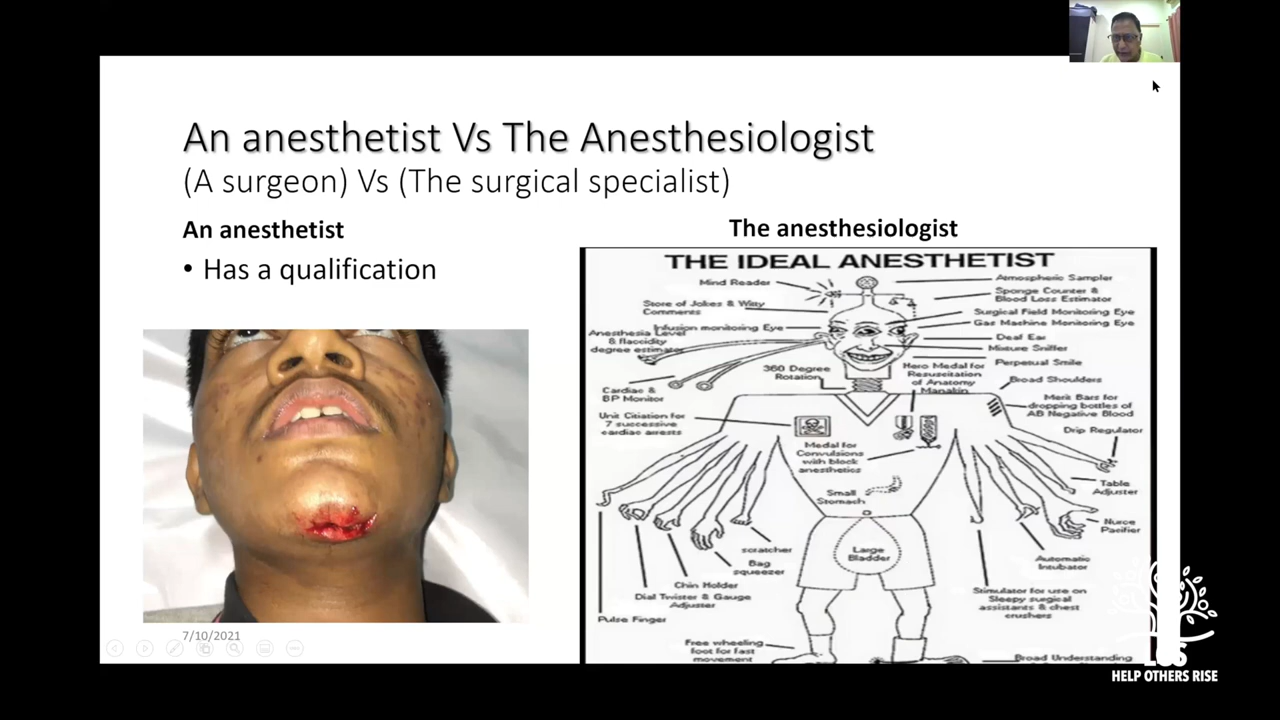 An anesthetist Vs The Anesthesiologist
(A surgeon) Vs (The surgical specialist)
An anesthetist
• Has a qualification
7/10/2021
The anesthesiologist
THE IDEAL ANESTHETIST
Mind Reader
Store of Jokes & Witty
Comments
Infusion monitoring Eye
Anesthesia Level
& flaccidity
degree estimator
Cardiac &
BP Monitor
360 Degree
Rotation
Unit Citiation for
7 successive
cardiac arrests
Atmospheric Sampler
Sponge Counter &
Blood Loss Estimator
Surgical Field Monitoring Eye
Gas Machine Monitoring Eye
Deaf Ear
Mixture Sniffer
Perpetual Smile
Hero Medal for
Resuscitation
of Anatomy
Manakin
Broad Shoulders
Merit Bars for
dropping bottles of
AB Negative Blood
Drip Regulator
Medal for
Convulsions
with block
anesthetics
Small
Stomach
Table
Adjuster
Nurce
Pacifier
Large
Bladder
Automatic
Intubator
scratcher
Bag
squeezer
Chin Holder
Dial Twister & Gauge
Adjuster
Pulse Finger
Stimulator for use on
Sleepy surgical
assistants & chest
crushers
Free wheeling
foot for fast
movement
Broad Understanding
LGS
HELP OTHERS RISE